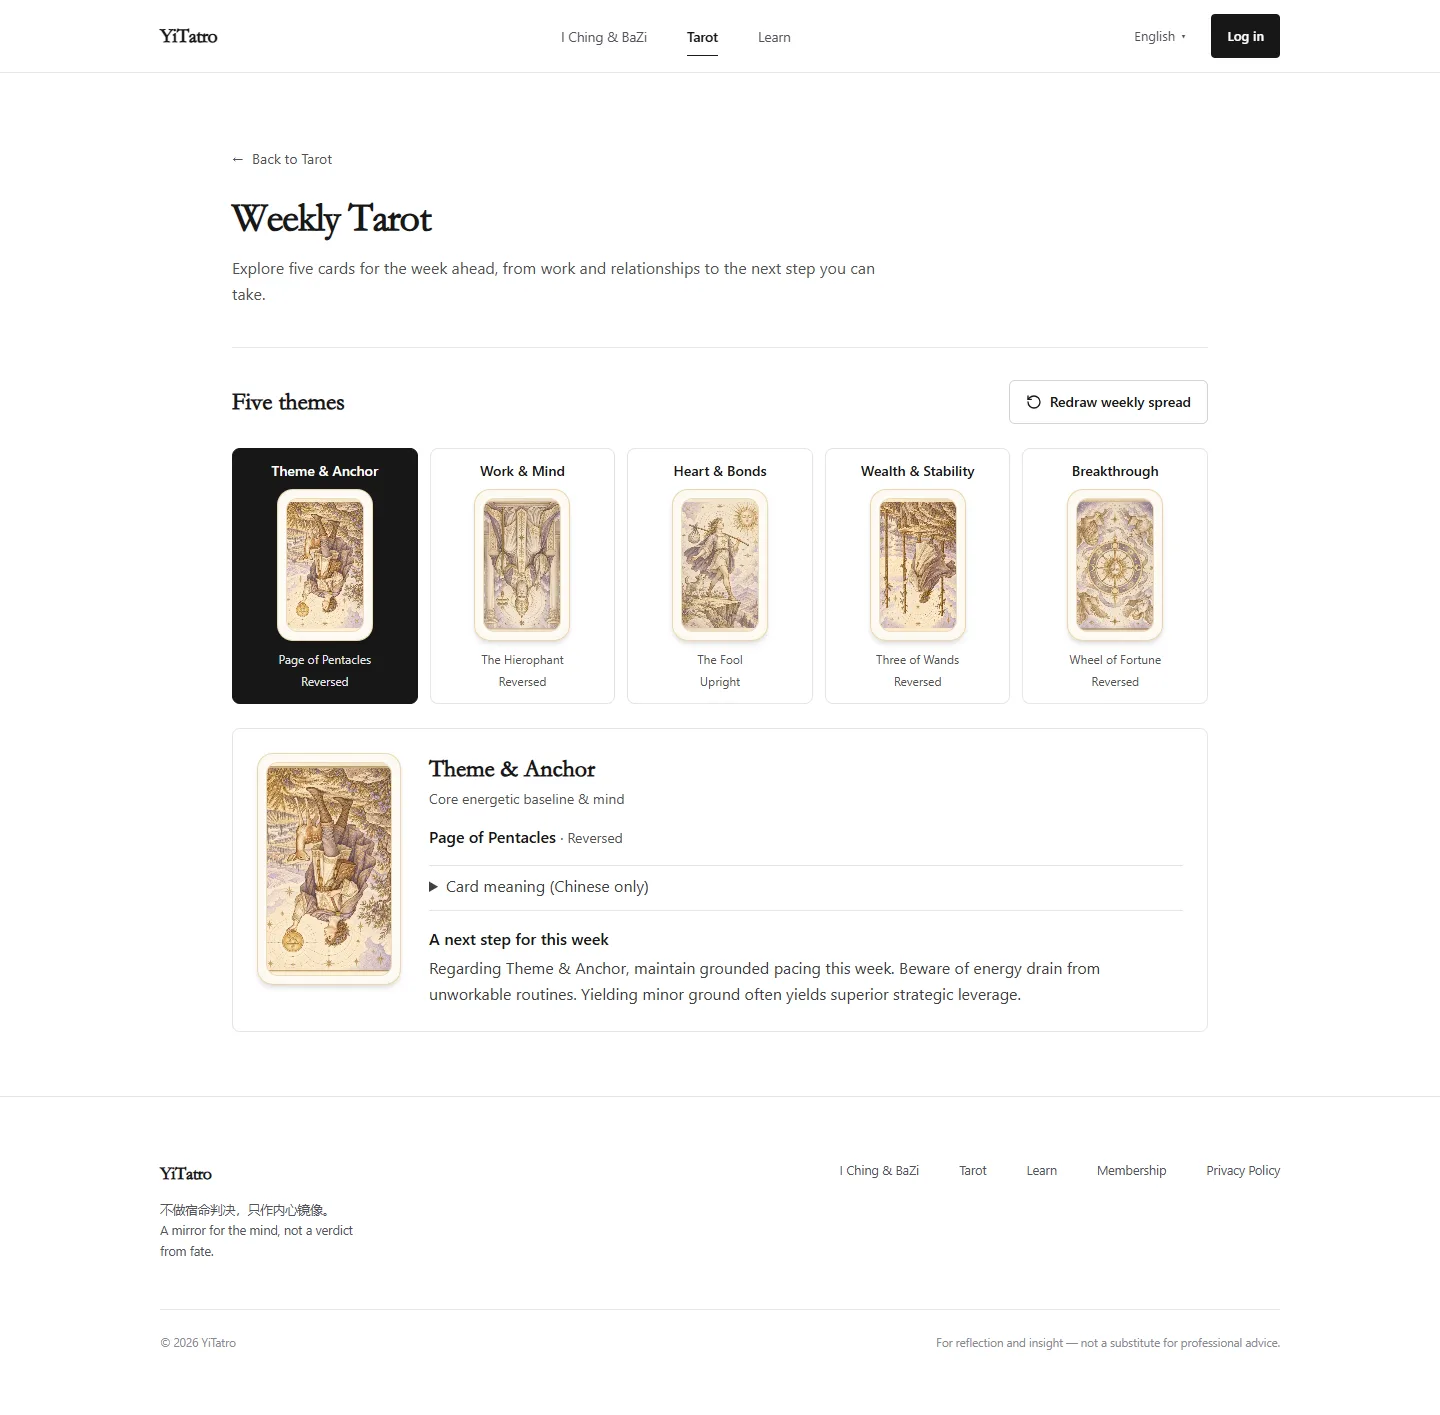 YiTatro
I Ching & BaZi
Tarot
Learn
English
Log in
← Back to Tarot
Weekly Tarot
Explore five cards for the week ahead, from work and relationships to the next step you can
take.
Five themes
Redraw weekly spread
Theme & Anchor
Page of Pentacles
Reversed
Work & Mind
The Hierophant
Reversed
Heart & Bonds
The Fool
Upright
Wealth & Stability
Three of Wands
Reversed
Breakthrough
Wheel of Fortune
Reversed
Theme & Anchor
Core energetic baseline & mind
Page of Pentacles · Reversed
Card meaning (Chinese only)
A next step for this week
Regarding Theme & Anchor, maintain grounded pacing this week. Beware of energy drain from
unworkable routines. Yielding minor ground often yields superior strategic leverage.
YiTatro
不做宿命判决，只作内心镜像。
A mirror for the mind, not a verdict
from fate.
I Ching & BaZi
Tarot
Learn
Membership
Privacy Policy
© 2026 YiTatro
For reflection and insight — not a substitute for professional advice.